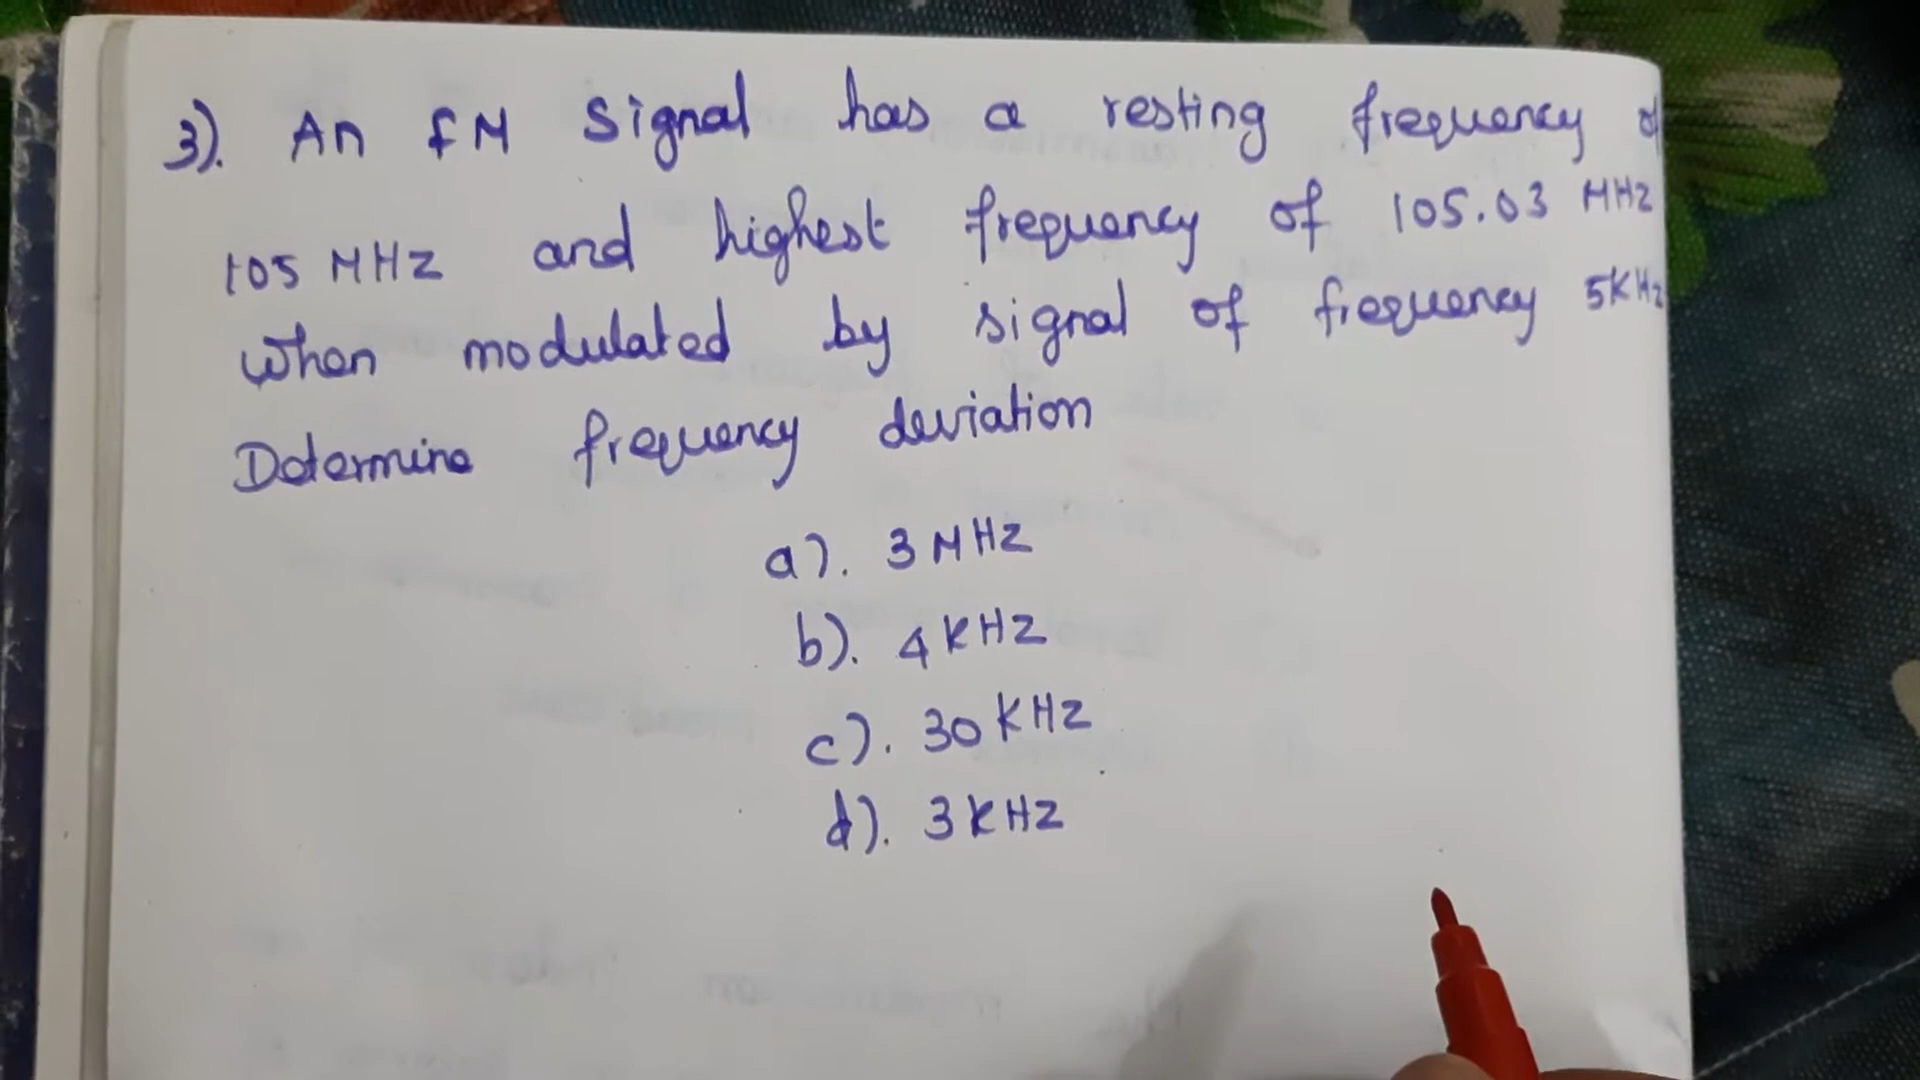 3). An FM Signal has a resting frequency of
105 MHz and highest frequency of 105.03 MHz
when modulated by signal of frequency 5KHz
Determine frequency deviation
a). 3 MHz
b). 4 KHz
c). 30 KHz
d). 3 KHz